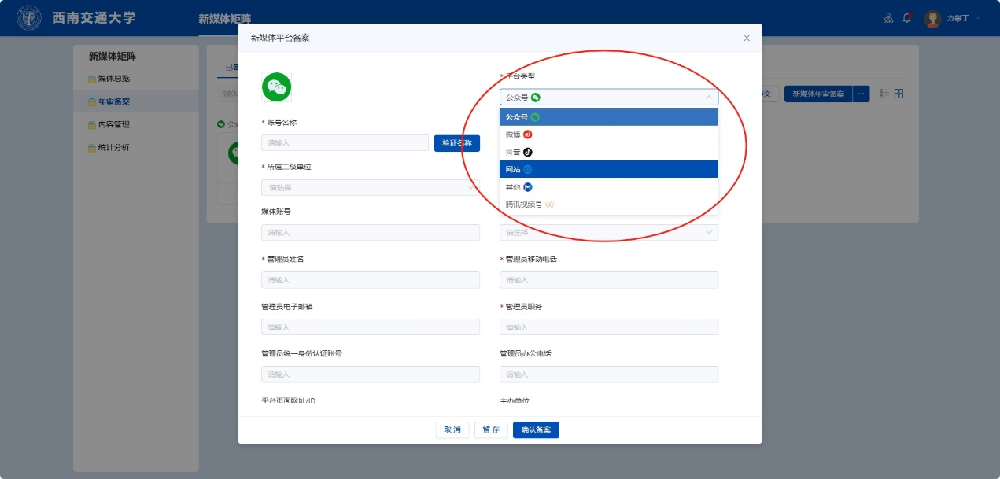 西南交通大学
新媒体矩阵
方攀丁
新媒体矩阵
媒体总览
年审备案
内容管理
统计分析
已备
媒体
公众
交
新媒体年审备案
新媒体平台备案
* 平台类型
公众号
公众号
微博
抖音
网站
其他
腾讯视频号
* 账号名称
请输入
验证名称
* 所属二级单位
请选择
媒体账号
请输入
请选择
* 管理员姓名
* 管理员移动电话
请输入
请输入
管理员电子邮箱
* 管理员职务
请输入
请输入
管理员统一身份认证账号
管理员办公电话
请输入
请输入
平台页面网址/ID
主办单位
取 消
暂 存
确认备案